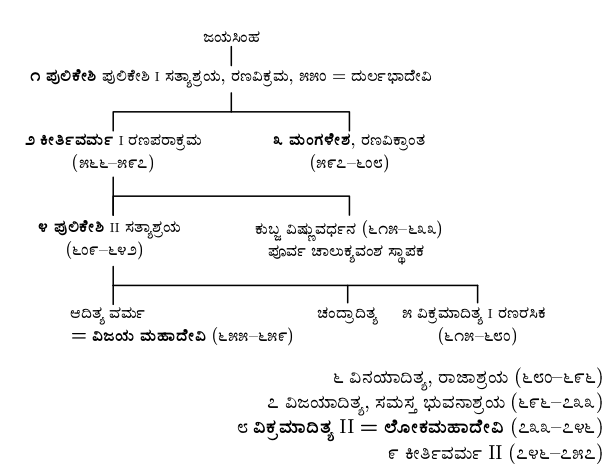 ಜಯಸಿಂಹ
೧ ಪುಲಿಕೇಶಿ ಪುಲಿಕೇಶಿ I ಸತ್ಯಾಶ್ರಯ, ರಣವಿಕ್ರಮ, ೫೫೦ = ದುರ್ಲಭಾದೇವಿ
೨ ಕೀರ್ತಿವರ್ಮ I ರಣಪರಾಕ್ರಮ ೩ ಮಂಗಳೇಶ, ರಣವಿಕ್ರಾಂತ
(೫೬೬–೫೯೭) (೫೯೭–೬೦೮)
೪ ಪುಲಿಕೇಶಿ II ಸತ್ಯಾಶ್ರಯ ಕುಬ್ಜ ವಿಷ್ಣುವರ್ಧನ (೬೧೫–೬೩೩)
(೬೦೯–೬೪೨) ಪೂರ್ವ ಚಾಲುಕ್ಯವಂಶ ಸ್ಥಾಪಕ
ಆದಿತ್ಯ ವರ್ಮ ಚಂದ್ರಾದಿತ್ಯ ೫ ವಿಕ್ರಮಾದಿತ್ಯ I ರಣರಸಿಕ
= ವಿಜಯ ಮಹಾದೇವಿ (೬೫೫–೬೫೯) (೬೧೫–೬೮೦)
೬ ವಿನಯಾದಿತ್ಯ, ರಾಜಾಶ್ರಯ (೬೮೦–೬೯೬)
೭ ವಿಜಯಾದಿತ್ಯ, ಸಮಸ್ತ ಭುವನಾಶ್ರಯ (೬೯೬–೭೩೩)
೮ ವಿಕ್ರಮಾದಿತ್ಯ II = ಲೋಕಮಹಾದೇವಿ (೭೩೩–೭೪೬)
೯ ಕೀರ್ತಿವರ್ಮ II (೭೪೬–೭೫೭)